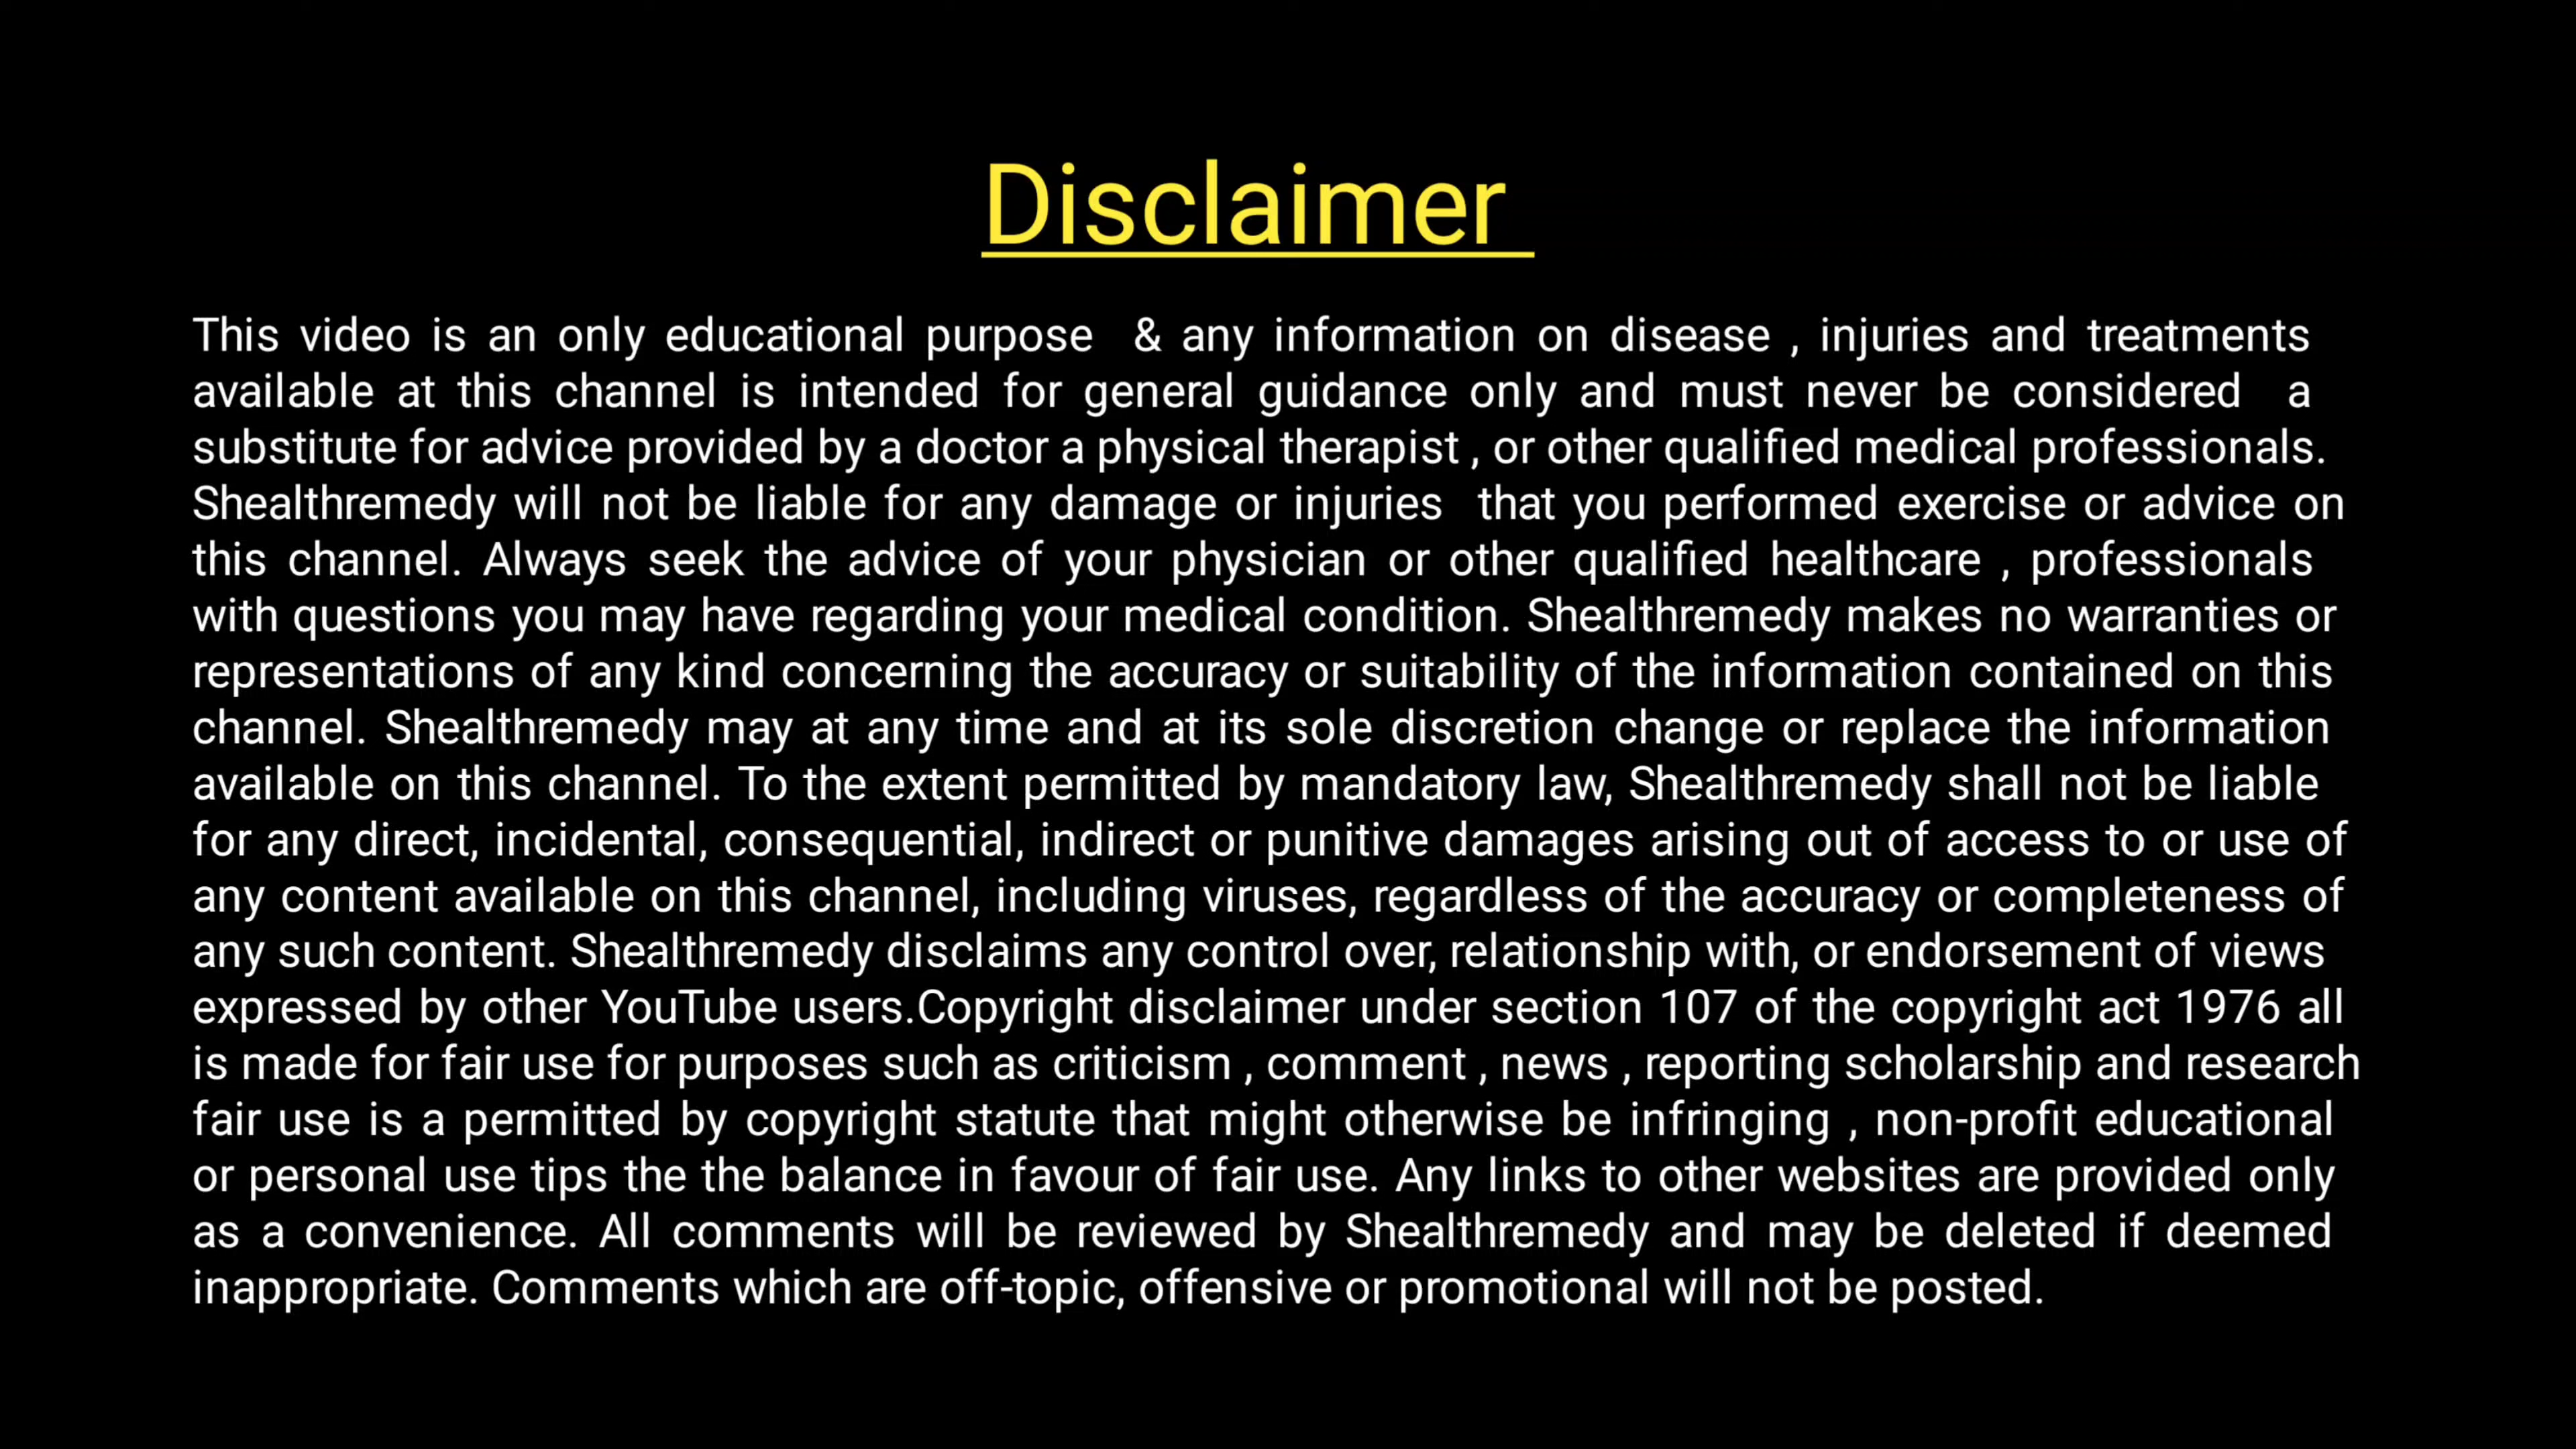 Disclaimer
This video is an only educational purpose & any information on disease , injuries and treatments
available at this channel is intended for general guidance only and must never be considered a
substitute for advice provided by a doctor a physical therapist , or other qualified medical professionals.
Shealthremedy will not be liable for any damage or injuries that you performed exercise or advice on
this channel. Always seek the advice of your physician or other qualified healthcare , professionals
with questions you may have regarding your medical condition. Shealthremedy makes no warranties or
representations of any kind concerning the accuracy or suitability of the information contained on this
channel. Shealthremedy may at any time and at its sole discretion change or replace the information
available on this channel. To the extent permitted by mandatory law, Shealthremedy shall not be liable
for any direct, incidental, consequential, indirect or punitive damages arising out of access to or use of
any content available on this channel, including viruses, regardless of the accuracy or completeness of
any such content. Shealthremedy disclaims any control over, relationship with, or endorsement of views
expressed by other YouTube users.Copyright disclaimer under section 107 of the copyright act 1976 all
is made for fair use for purposes such as criticism , comment , news , reporting scholarship and research
fair use is a permitted by copyright statute that might otherwise be infringing , non-profit educational
or personal use tips the the balance in favour of fair use. Any links to other websites are provided only
as a convenience. All comments will be reviewed by Shealthremedy and may be deleted if deemed
inappropriate. Comments which are off-topic, offensive or promotional will not be posted.